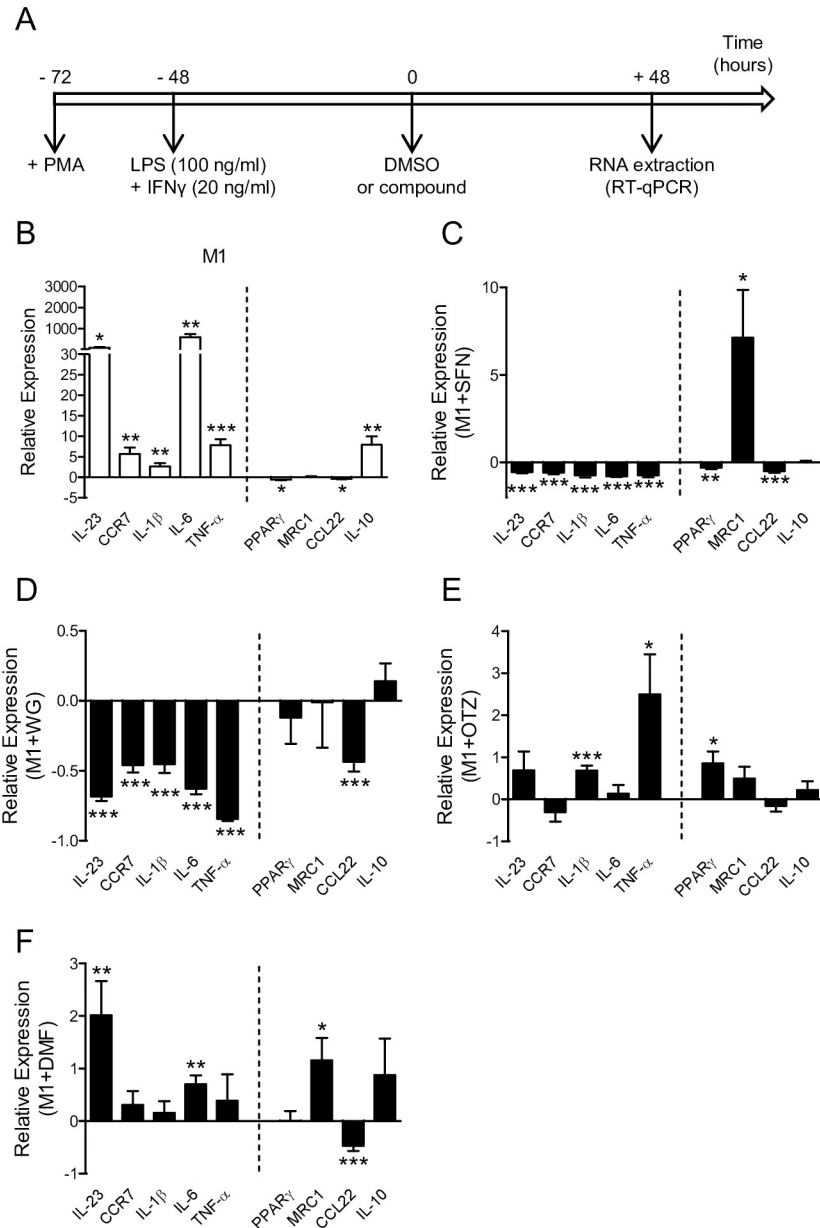 A
Time
(hours)
- 72
- 48
0
+ 48
+ PMA
LPS (100 ng/ml)
+ IFNγ (20 ng/ml)
DMSO
or compound
RNA extraction
(RT-qPCR)
B
M1
Relative Expression
3000
2000
1000
30
25
20
15
10
5
0
-5
*
**
**
**
***
*
*
**
IL-23
CCR7
IL-1β
IL-6
TNF-α
PPARγ
MRC1
CCL22
IL-10
C
Relative Expression
(M1+SFN)
10
5
0
***
***
***
***
***
**
*
***
IL-23
CCR7
IL-1β
IL-6
TNF-α
PPARγ
MRC1
CCL22
IL-10
D
Relative Expression
(M1+WG)
0.5
0.0
-0.5
-1.0
***
***
***
***
***
***
IL-23
CCR7
IL-1β
IL-6
TNF-α
PPARγ
MRC1
CCL22
IL-10
E
Relative Expression
(M1+OTZ)
4
3
2
1
0
-1
***
*
*
IL-23
CCR7
IL-1β
IL-6
TNF-α
PPARγ
MRC1
CCL22
IL-10
F
Relative Expression
(M1+DMF)
3
2
1
0
-1
**
**
*
***
IL-23
CCR7
IL-1β
IL-6
TNF-α
PPARγ
MRC1
CCL22
IL-10